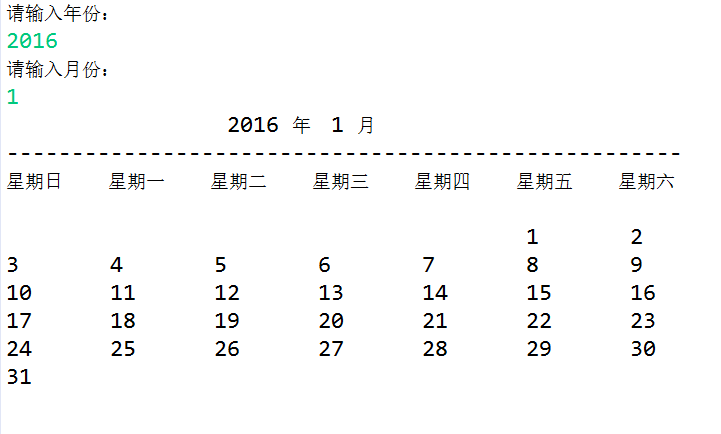 请输入年份:
2016
请输入月份:
1
2016 年 1 月
----------------------------------------------------
星期日 星期一 星期二 星期三 星期四 星期五 星期六
1 2
3 4 5 6 7 8 9
10 11 12 13 14 15 16
17 18 19 20 21 22 23
24 25 26 27 28 29 30
31